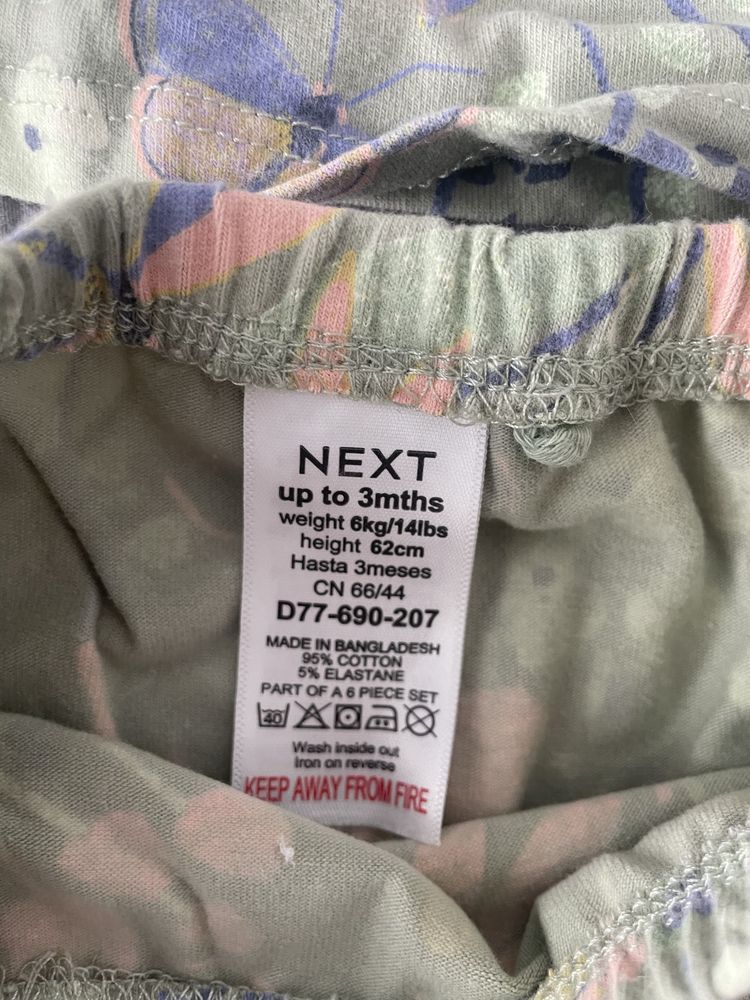 NEXT
up to 3mths
weight 6kg/14lbs
height 62cm
Hasta 3meses
CN 66/44
D77-690-207
MADE IN BANGLADESH
95% COTTON
5% ELASTANE
PART OF A 6 PIECE SET
40
Wash inside out
Iron on reverse
KEEP AWAY FROM FIRE